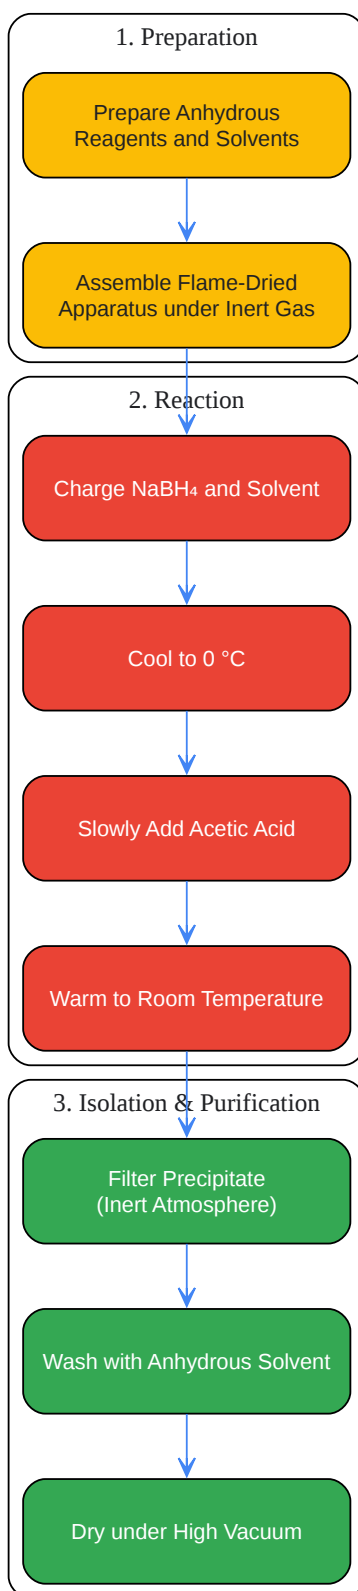 1. Preparation
Prepare Anhydrous
Reagents and Solvents
Assemble Flame-Dried
Apparatus under Inert Gas
2. Reaction
Charge NaBH₄ and Solvent
Cool to 0 °C
Slowly Add Acetic Acid
Warm to Room Temperature
3. Isolation & Purification
Filter Precipitate
(Inert Atmosphere)
Wash with Anhydrous Solvent
Dry under High Vacuum